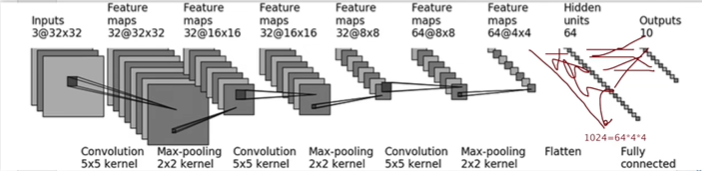 Inputs
3@32x32
Feature
maps
32@32x32
Feature
maps
32@16x16
Feature
maps
32@16x16
Feature
maps
32@8x8
Feature
maps
64@8x8
Feature
maps
64@4x4
Hidden
units
64
Outputs
10
1024=64*4*4
Convolution
5x5 kernel
Max-pooling
2x2 kernel
Convolution
5x5 kernel
Max-pooling
2x2 kernel
Convolution
5x5 kernel
Max-pooling
2x2 kernel
Flatten
Fully
connected